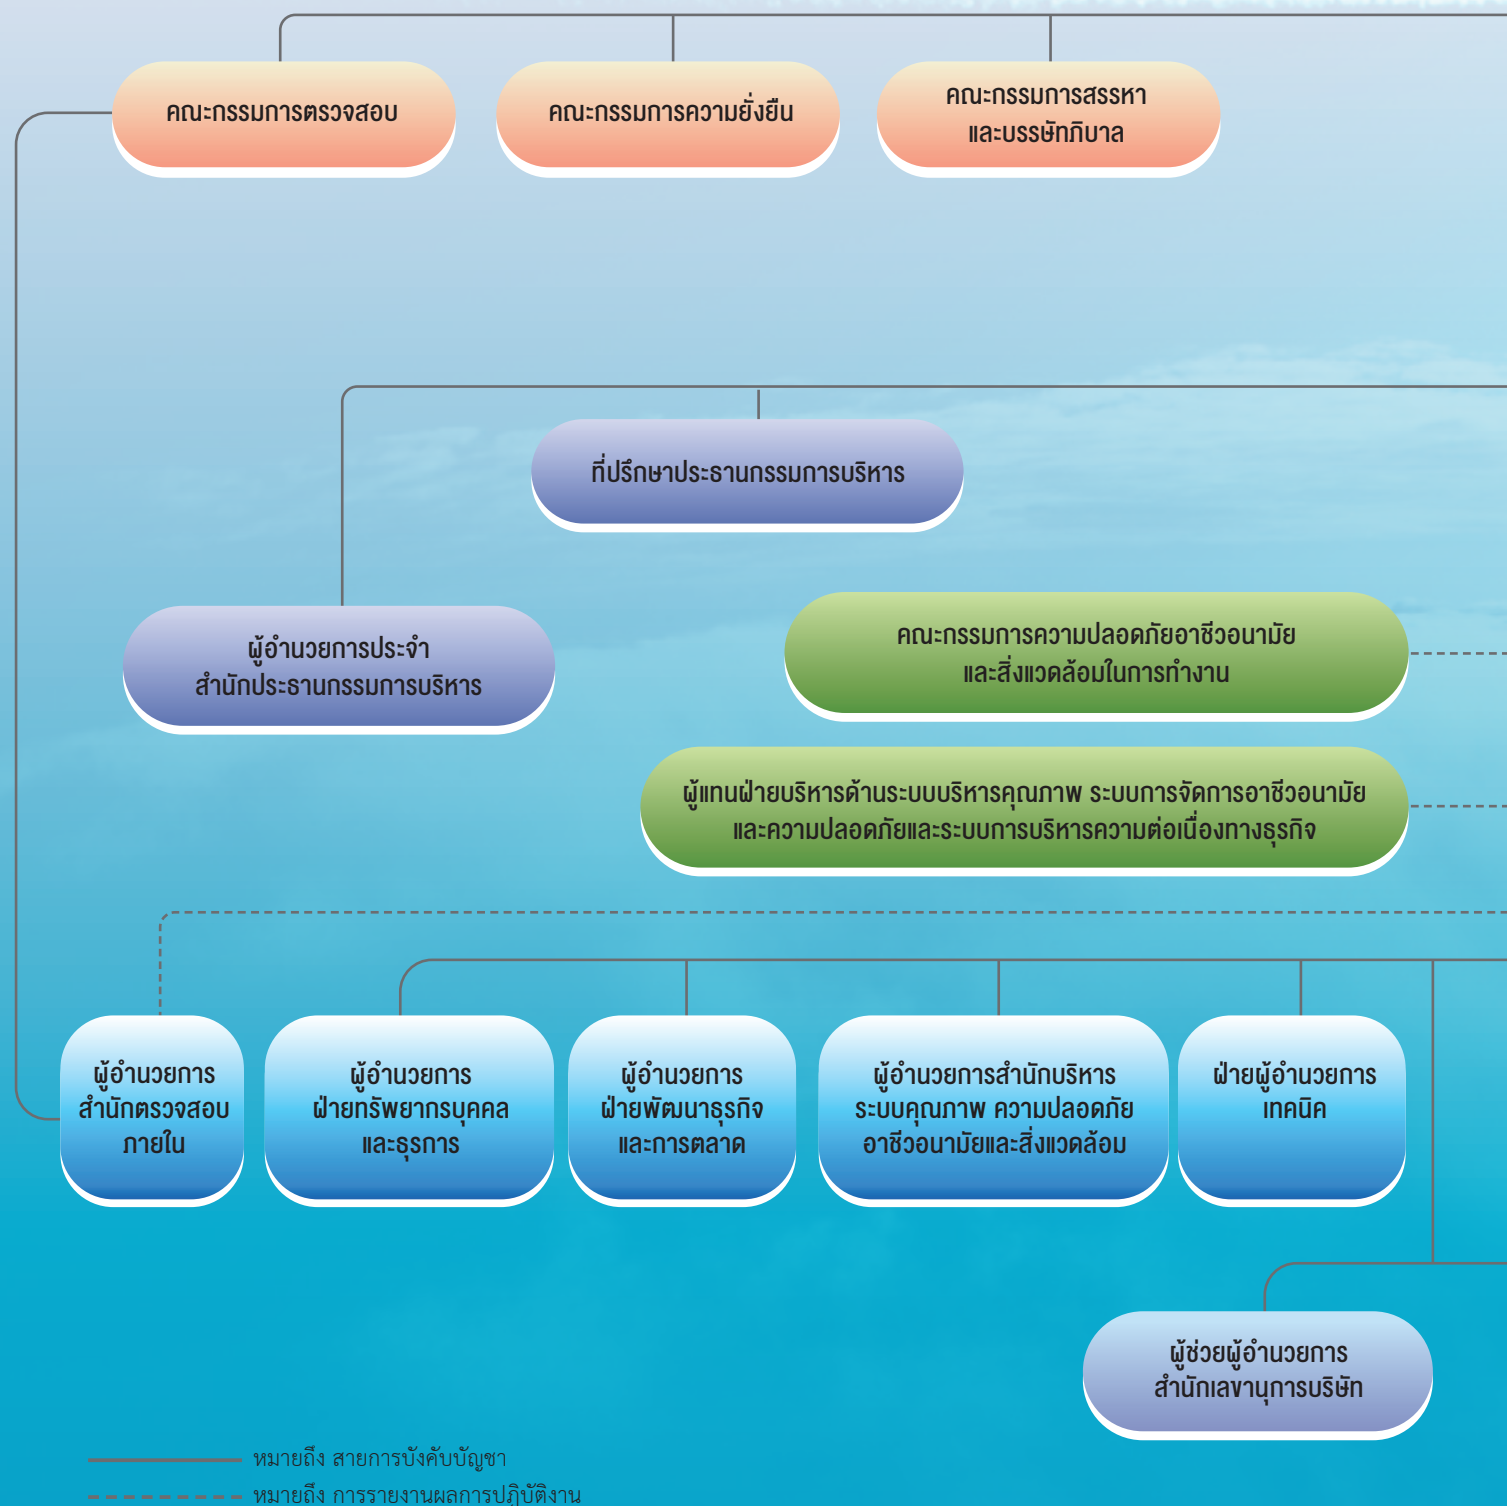 คณะกรรมการตรวจสอบ
คณะกรรมการความยั่งยืน
คณะกรรมการสรรหา
และบรรษัทภิบาล
ที่ปรึกษาประธานกรรมการบริหาร
ผู้อำนวยการประจำ
สำนักประธานกรรมการบริหาร
คณะกรรมการความปลอดภัยอาชีวอนามัย
และสิ่งแวดล้อมในการทำงาน
ผู้แทนฝ่ายบริหารด้านระบบบริหารคุณภาพ ระบบการจัดการอาชีวอนามัย
และความปลอดภัยและระบบการบริหารความต่อเนื่องทางธุรกิจ
ผู้อำนวยการ
สำนักตรวจสอบ
ภายใน
ผู้อำนวยการ
ฝ่ายทรัพยากรบุคคล
และธุรการ
ผู้อำนวยการ
ฝ่ายพัฒนาธุรกิจ
และการตลาด
ผู้อำนวยการสำนักบริหาร
ระบบคุณภาพ ความปลอดภัย
อาชีวอนามัยและสิ่งแวดล้อม
ฝ่ายผู้อำนวยการ
เทคนิค
ผู้ช่วยผู้อำนวยการ
สำนักเลขานุการบริษัท
หมายถึง สายการบังคับบัญชา
หมายถึง การรายงานผลการปฏิบัติงาน